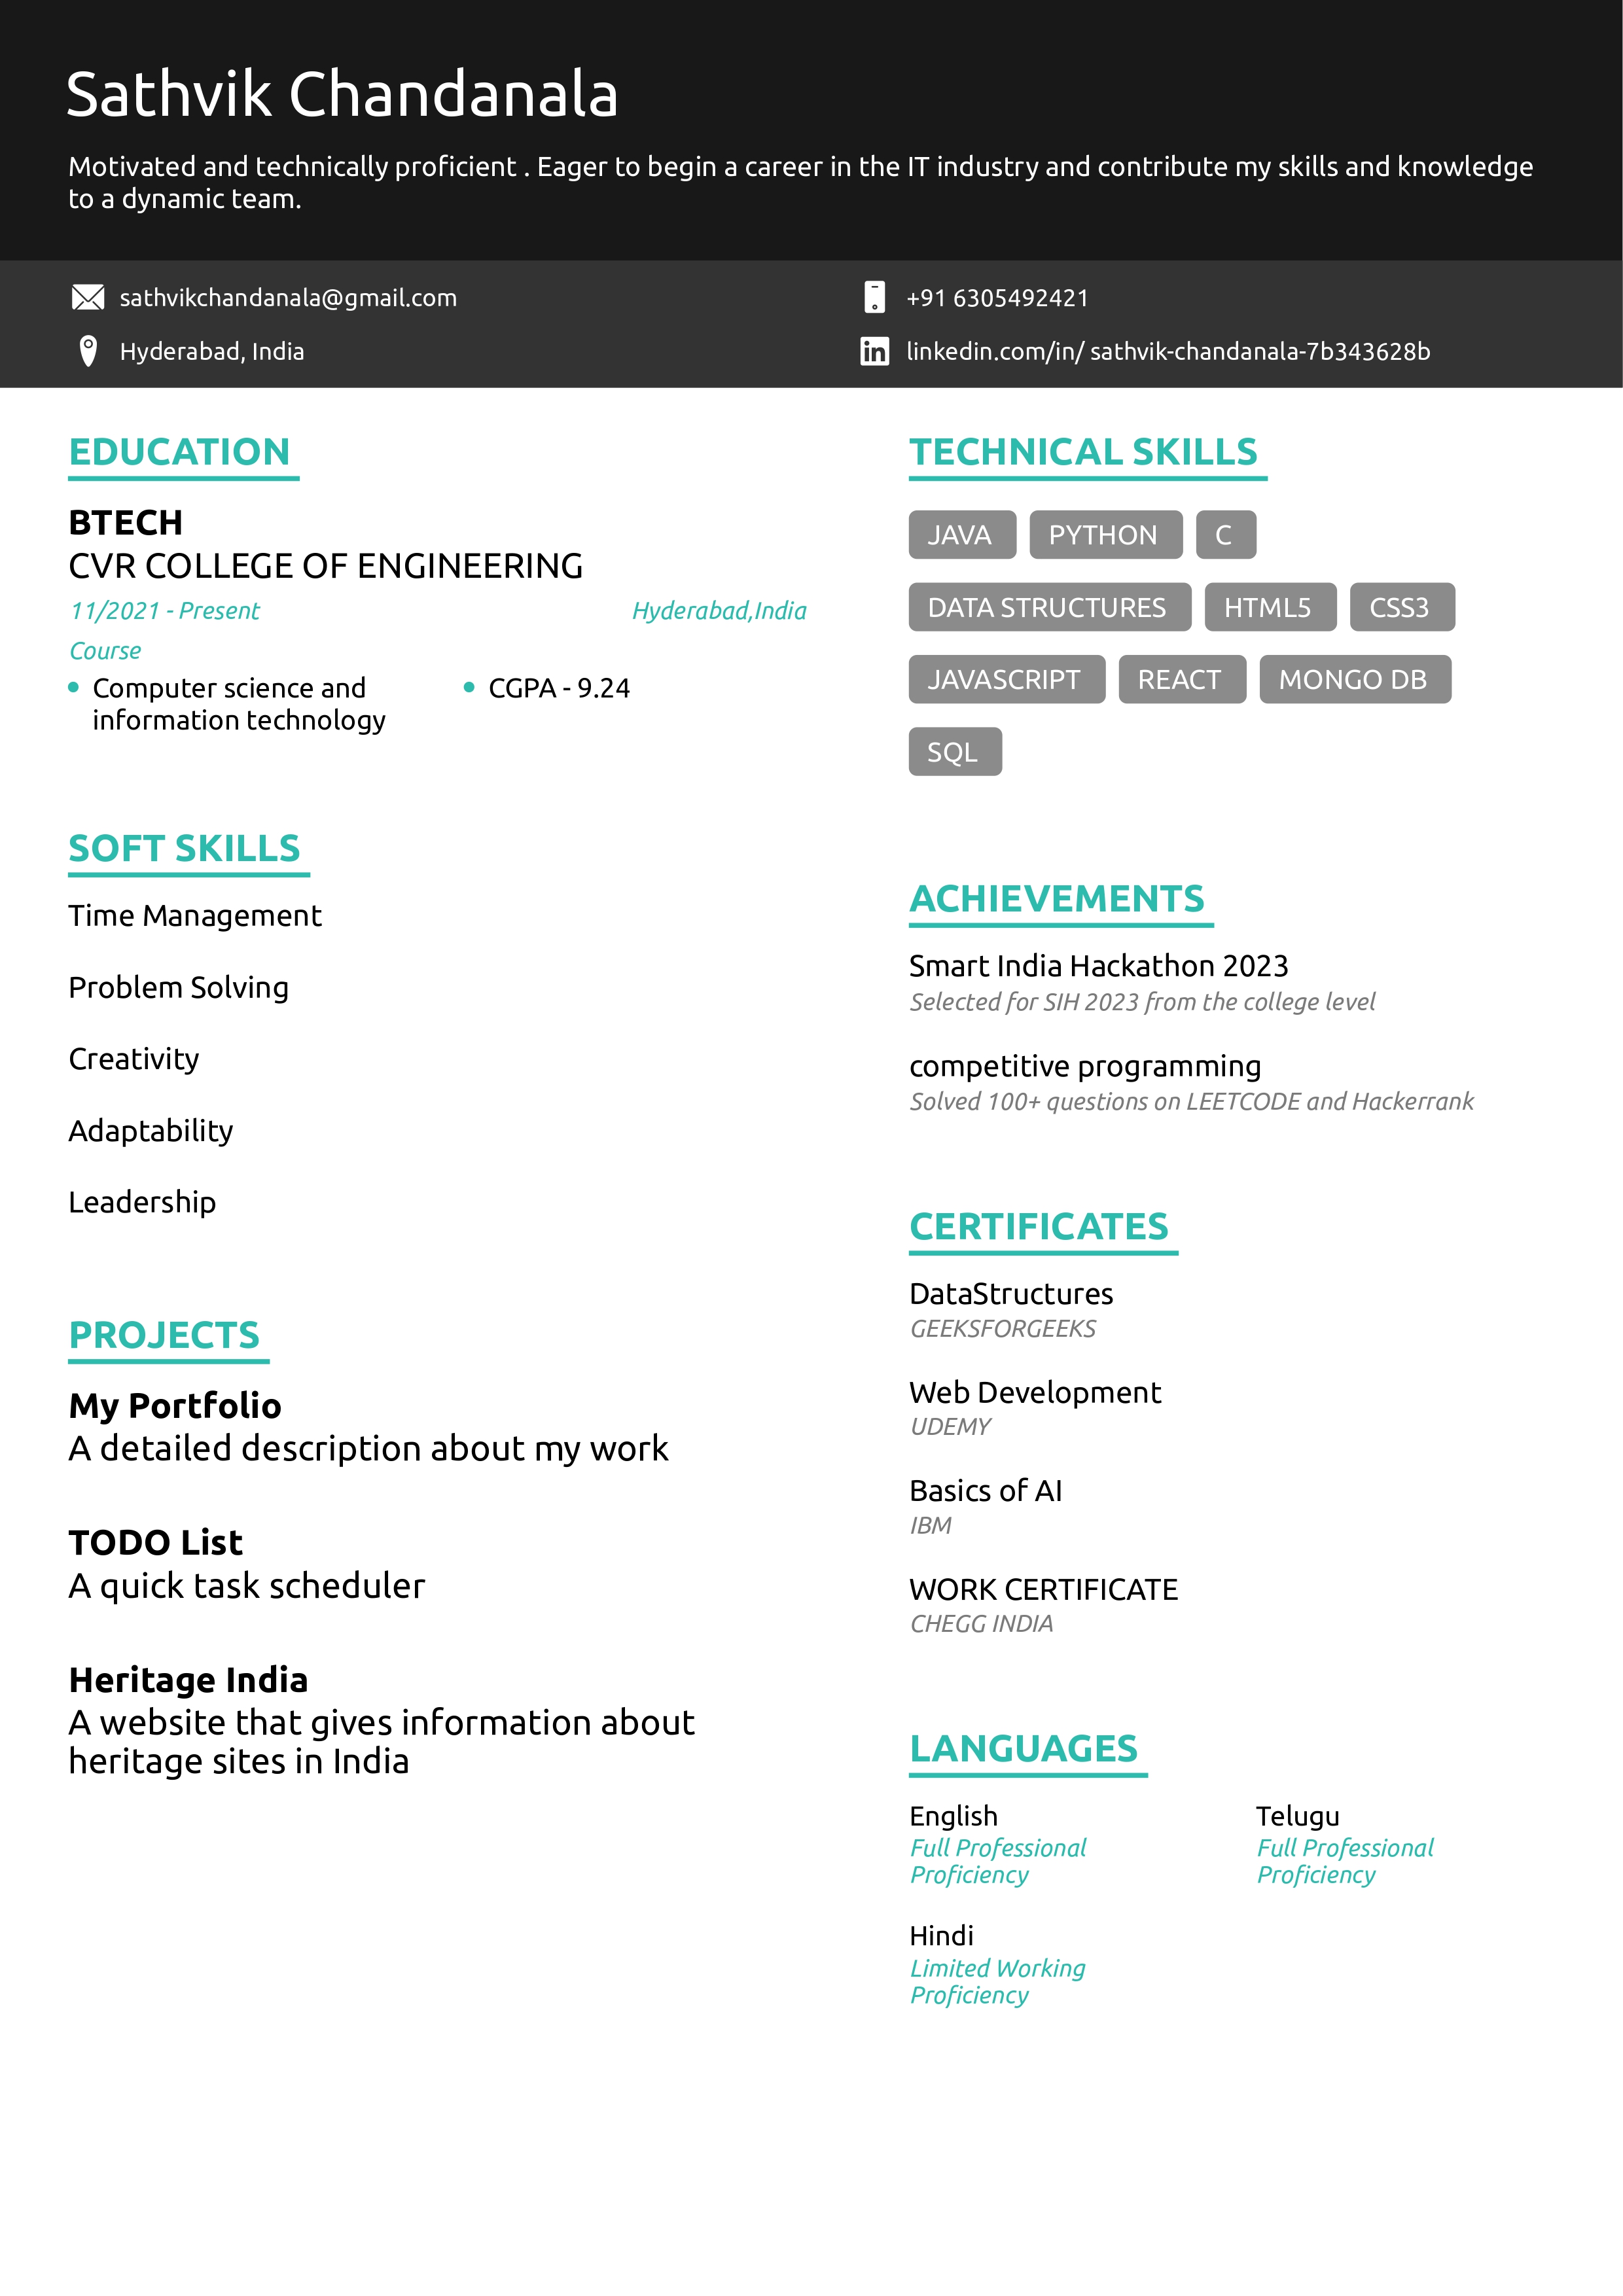 Sathvik Chandanala
Motivated and technically proficient . Eager to begin a career in the IT industry and contribute my skills and knowledge
to a dynamic team.
sathvikchandanala@gmail.com
+91 6305492421
Hyderabad, India
linkedin.com/in/ sathvik-chandanala-7b343628b
EDUCATION
BTECH
CVR COLLEGE OF ENGINEERING
11/2021 - Present
Hyderabad,India
Course
Computer science and
information technology
CGPA - 9.24
SOFT SKILLS
Time Management
Problem Solving
Creativity
Adaptability
Leadership
PROJECTS
My Portfolio
A detailed description about my work
TODO List
A quick task scheduler
Heritage India
A website that gives information about
heritage sites in India
TECHNICAL SKILLS
JAVA PYTHON C
DATA STRUCTURES HTML5 CSS3
JAVASCRIPT REACT MONGO DB
SQL
ACHIEVEMENTS
Smart India Hackathon 2023
Selected for SIH 2023 from the college level
competitive programming
Solved 100+ questions on LEETCODE and Hackerrank
CERTIFICATES
DataStructures
GEEKSFORGEEKS
Web Development
UDEMY
Basics of AI
IBM
WORK CERTIFICATE
CHEGG INDIA
LANGUAGES
English
Full Professional
Proficiency
Telugu
Full Professional
Proficiency
Hindi
Limited Working
Proficiency